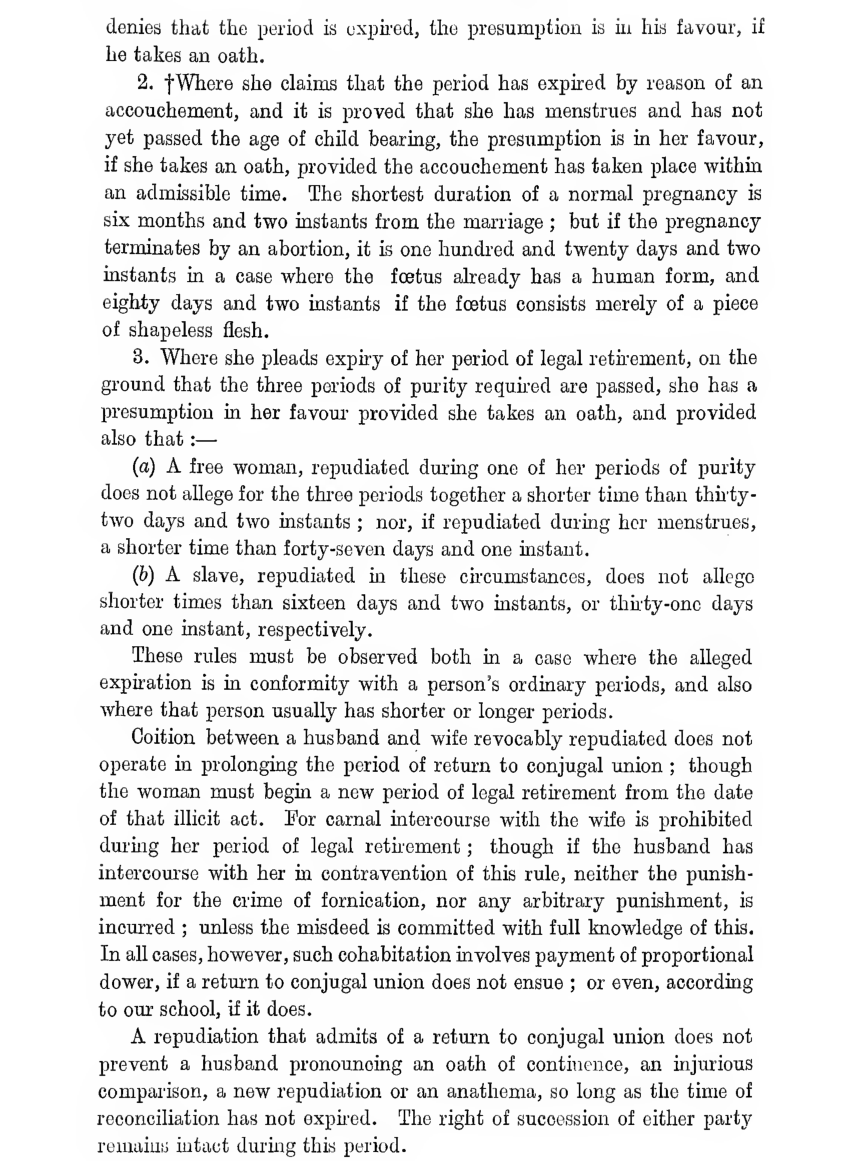 denies that the period is expired, the presumption is in his favour, if
he takes an oath.
2. †Where she claims that the period has expired by reason of an
accouchement, and it is proved that she has menstrues and has not
yet passed the age of child bearing, the presumption is in her favour,
if she takes an oath, provided the accouchement has taken place within
an admissible time. The shortest duration of a normal pregnancy is
six months and two instants from the marriage ; but if the pregnancy
terminates by an abortion, it is one hundred and twenty days and two
instants in a case where the fœtus already has a human form, and
eighty days and two instants if the fœtus consists merely of a piece
of shapeless flesh.
3. Where she pleads expiry of her period of legal retirement, on the
ground that the three periods of purity required are passed, she has a
presumption in her favour provided she takes an oath, and provided
also that :—
(a) A free woman, repudiated during one of her periods of purity
does not allege for the three periods together a shorter time than thirty-
two days and two instants ; nor, if repudiated during her menstrues,
a shorter time than forty-seven days and one instant.
(b) A slave, repudiated in these circumstances, does not allege
shorter times than sixteen days and two instants, or thirty-one days
and one instant, respectively.
These rules must be observed both in a case where the alleged
expiration is in conformity with a person's ordinary periods, and also
where that person usually has shorter or longer periods.
Coition between a husband and wife revocably repudiated does not
operate in prolonging the period of return to conjugal union ; though
the woman must begin a new period of legal retirement from the date
of that illicit act. For carnal intercourse with the wife is prohibited
during her period of legal retirement ; though if the husband has
intercourse with her in contravention of this rule, neither the punish-
ment for the crime of fornication, nor any arbitrary punishment, is
incurred ; unless the misdeed is committed with full knowledge of this.
In all cases, however, such cohabitation involves payment of proportional
dower, if a return to conjugal union does not ensue ; or even, according
to our school, if it does.
A repudiation that admits of a return to conjugal union does not
prevent a husband pronouncing an oath of continence, an injurious
comparison, a new repudiation or an anathema, so long as the time of
reconciliation has not expired. The right of succession of either party
remains intact during this period.